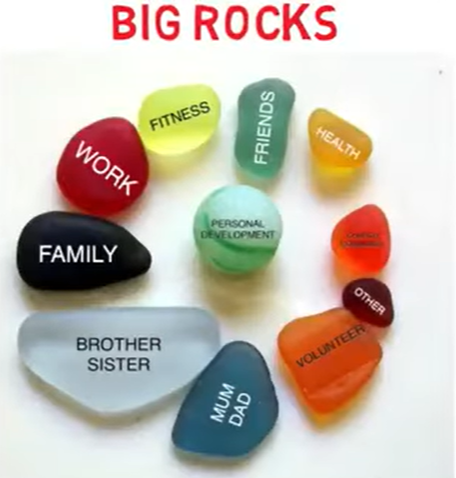 BIG ROCKS
FITNESS
FRIENDS
HEALTH
WORK
PERSONAL
DEVELOPMENT
FAMILY
OTHER
VOLUNTEER
BROTHER
SISTER
MUM
DAD